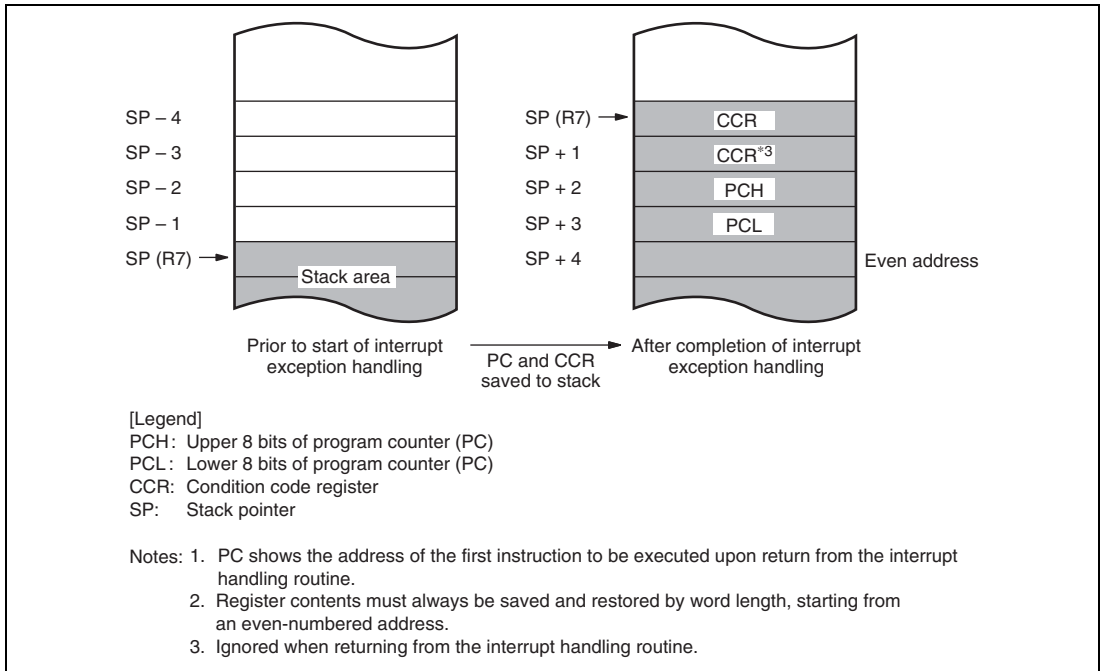 SP – 4
SP – 3
SP – 2
SP – 1
SP (R7)
Stack area
SP (R7)
SP + 1
SP + 2
SP + 3
SP + 4
CCR
CCR*3
PCH
PCL
Even address
Prior to start of interrupt
exception handling
PC and CCR
saved to stack
After completion of interrupt
exception handling
[Legend]
PCH: Upper 8 bits of program counter (PC)
PCL: Lower 8 bits of program counter (PC)
CCR: Condition code register
SP: Stack pointer
Notes: 1. PC shows the address of the first instruction to be executed upon return from the interrupt
handling routine.
2. Register contents must always be saved and restored by word length, starting from
an even-numbered address.
3. Ignored when returning from the interrupt handling routine.